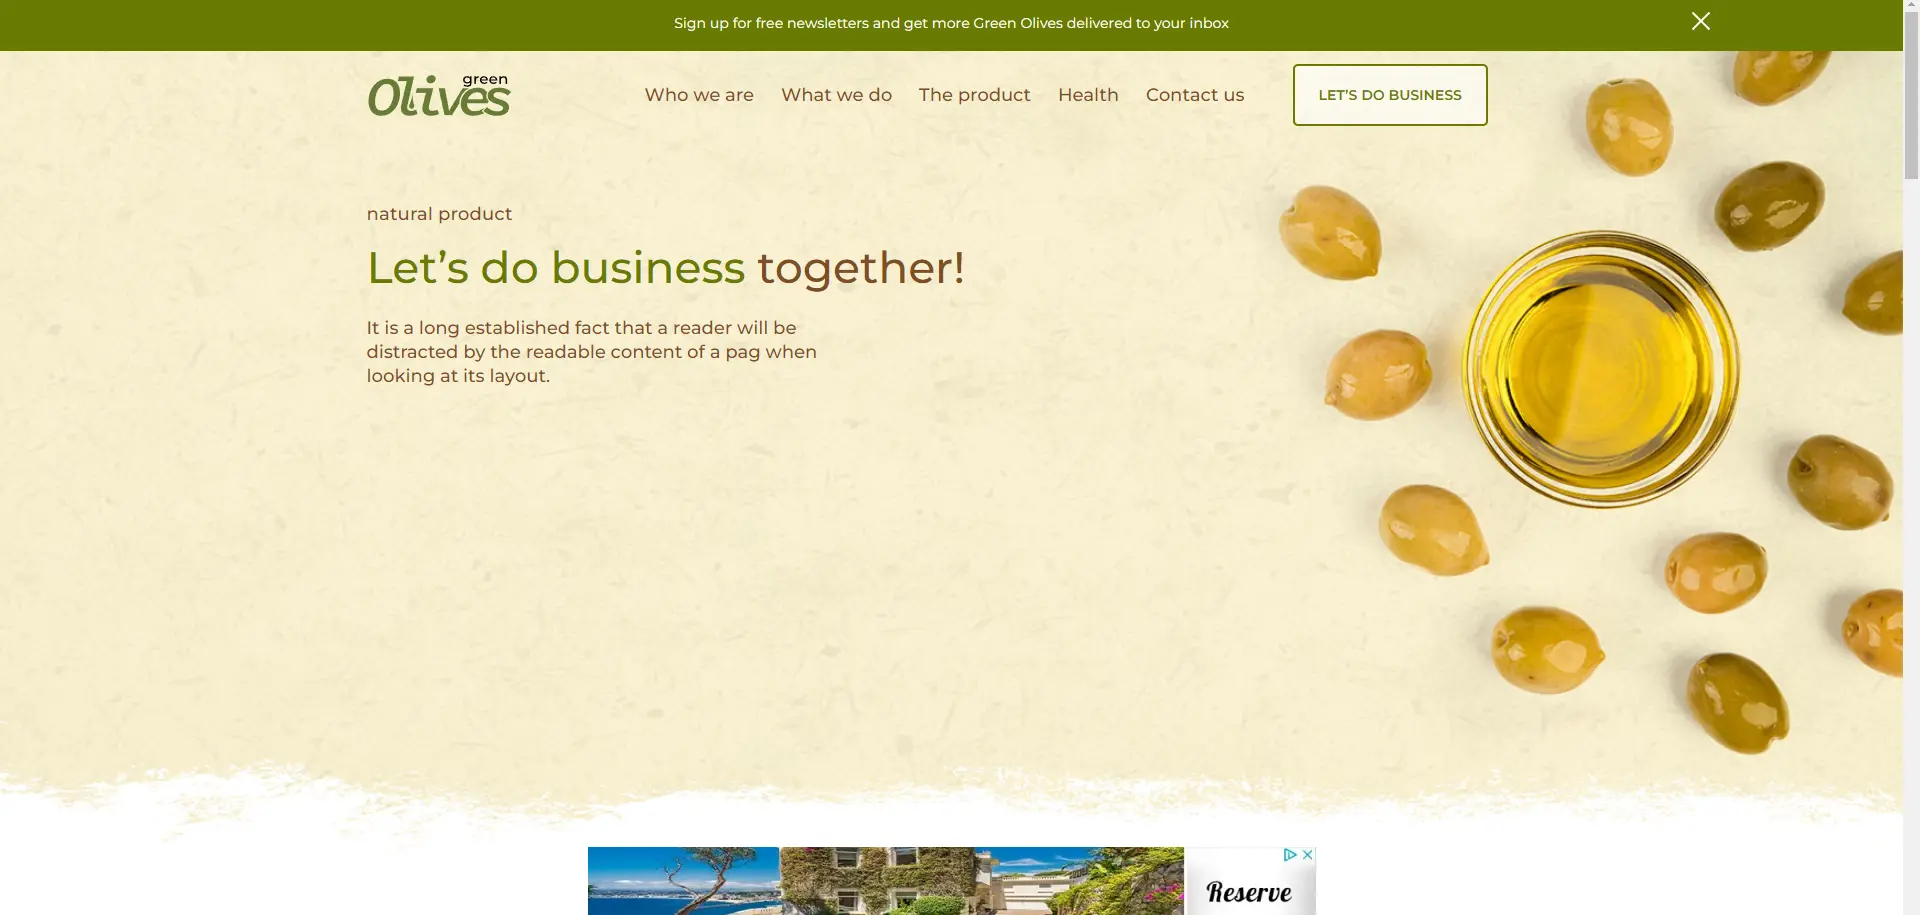 Sign up for free newsletters and get more Green Olives delivered to your inbox
green
Olives
Who we are
What we do
The product
Health
Contact us
LET'S DO BUSINESS
natural product
Let's do business together!
It is a long established fact that a reader will be
distracted by the readable content of a pag when
looking at its layout.
Reserve